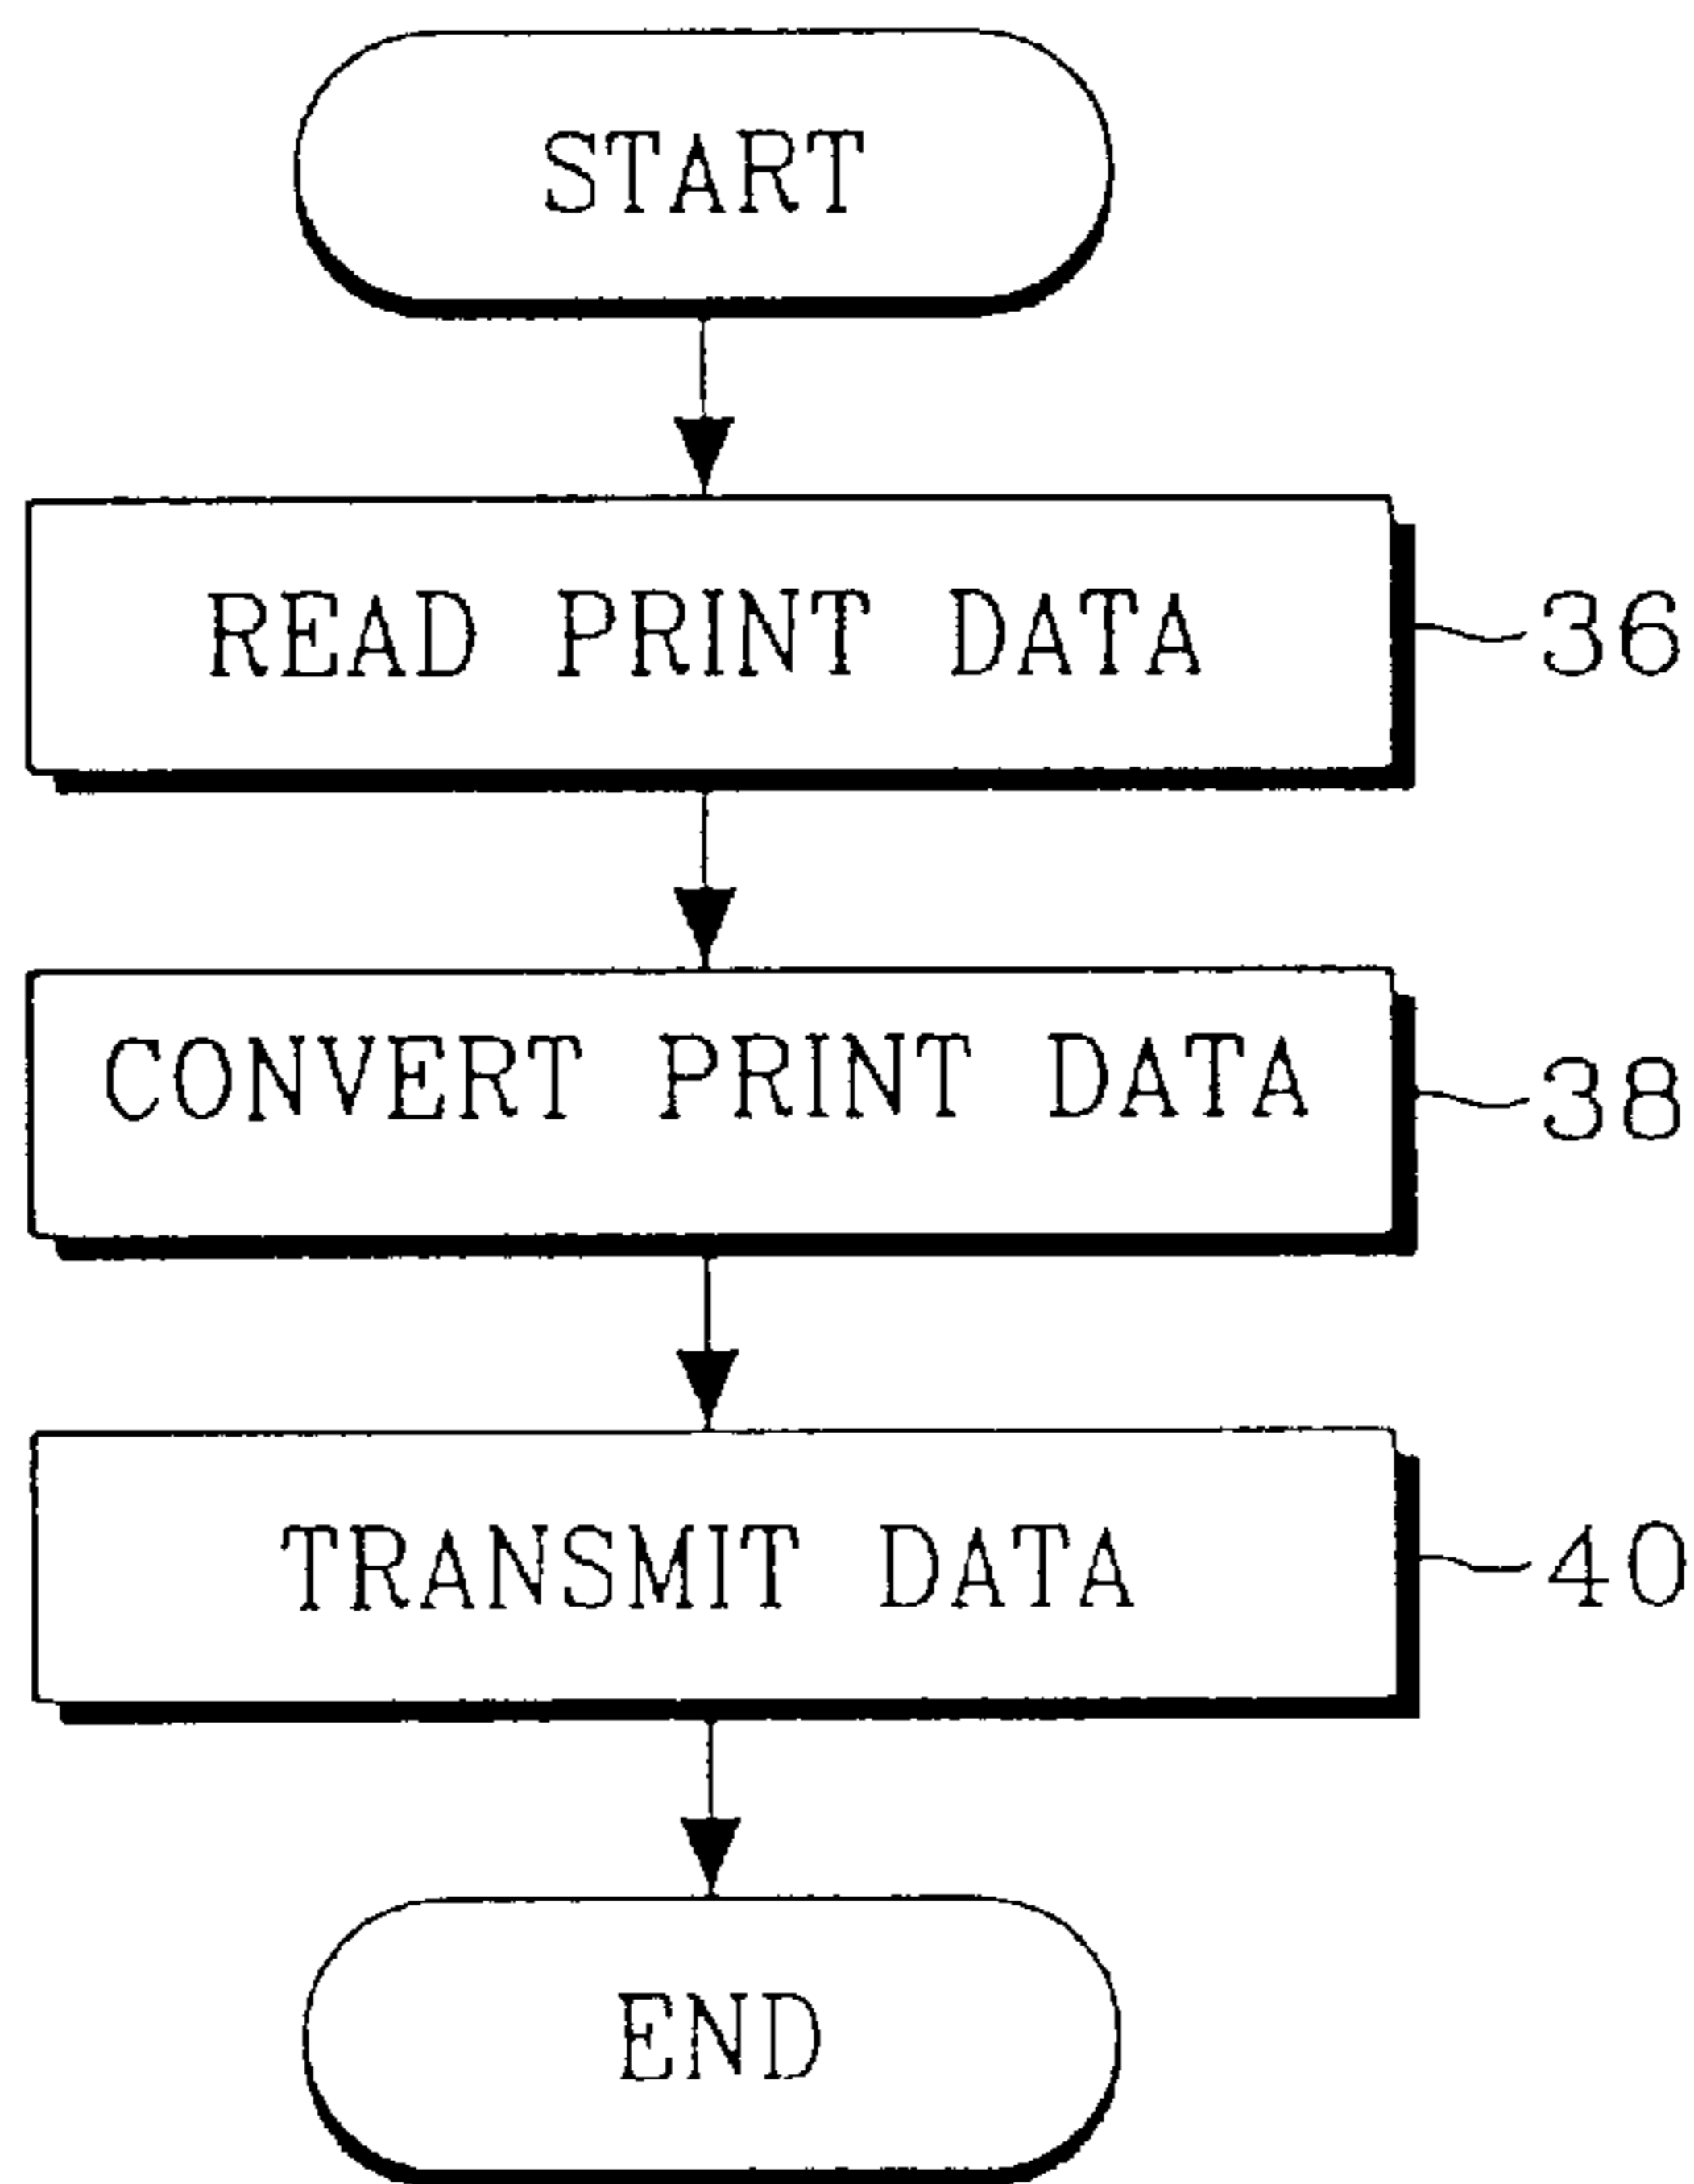 START
READ PRINT DATA
36
CONVERT PRINT DATA
38
TRANSMIT DATA
40
END